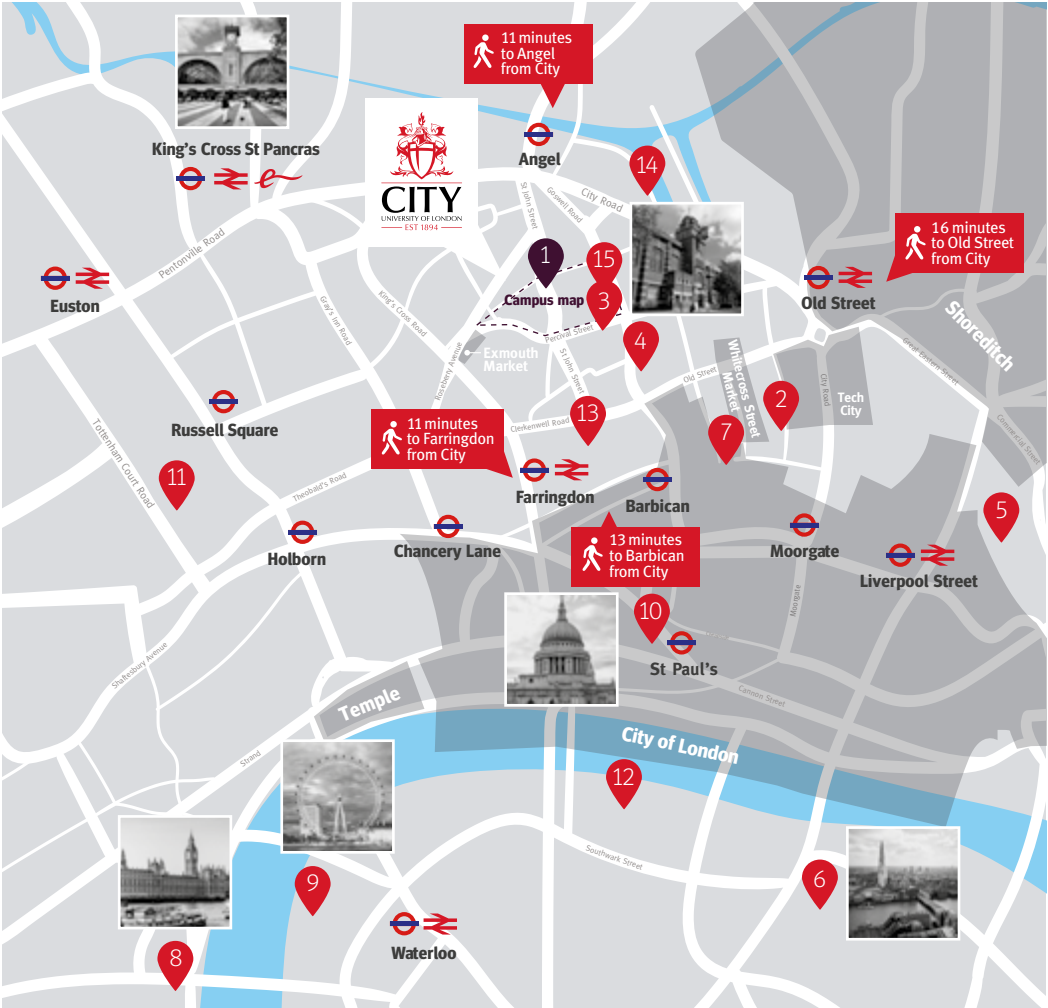 11 minutes
to Angel
from City
King's Cross St Pancras
CITY
UNIVERSITY OF LONDON
EST 1894
Angel
14
St John Street
Goswell Road
City Road
16 minutes
to Old Street
from City
Pentonville Road
1
15
Euston
Campus map
3
Old Street
Shoreditch
Gray's Inn Road
King's Cross Road
Percival Street
4
Exmouth
Market
Rosebery Avenue
St John Street
Old Street
Whitecross Street
Market
City Road
Great Eastern Street
Tech
City
2
Russell Square
11 minutes
to Farringdon
from City
13
Clerkenwell Road
7
Commercial Street
Tottenham Court Road
11
Theobald's Road
Farringdon
Barbican
5
Holborn
Chancery Lane
13 minutes
to Barbican
from City
Moorgate
Liverpool Street
10
Moorgate
St Paul's
Shaftesbury Avenue
Temple
Cannon Street
City of London
Strand
12
Southwark Street
9
6
Waterloo
8